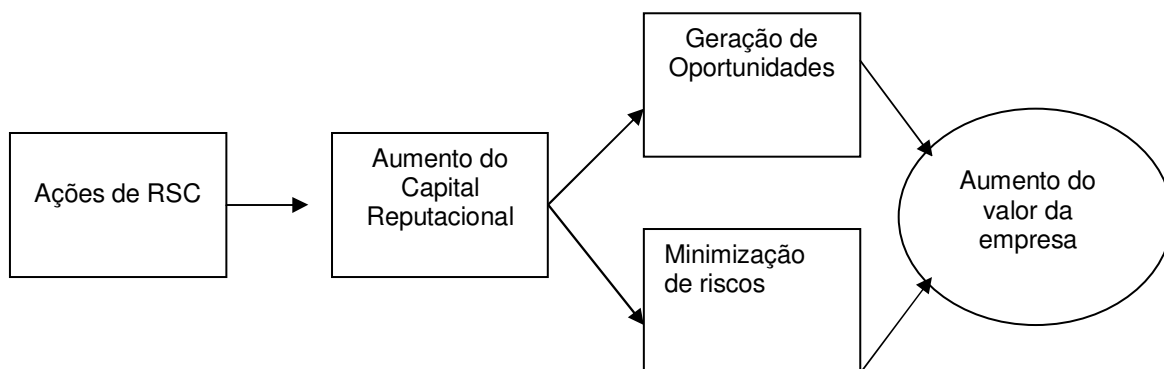 Ações de RSC
Aumento do
Capital
Reputacional
Geração de
Oportunidades
Minimização
de riscos
Aumento do
valor da
empresa